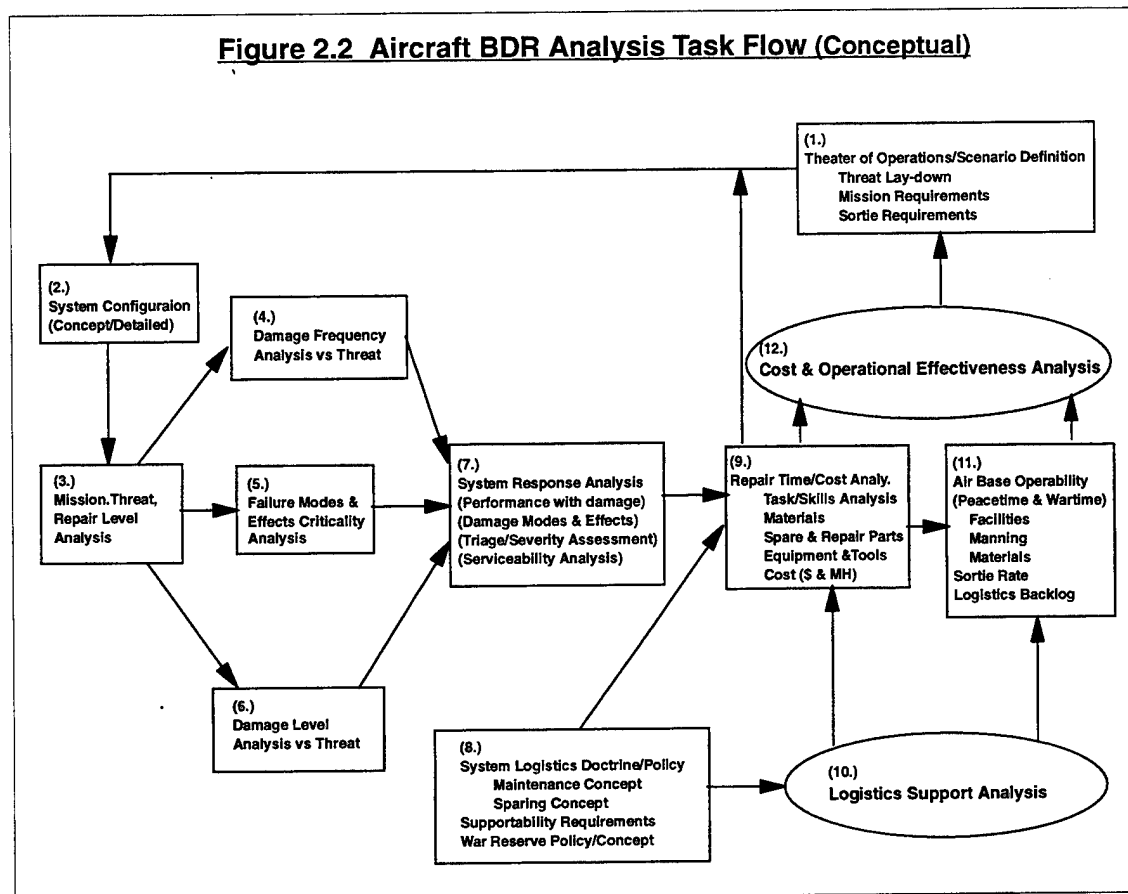 Figure 2.2 Aircraft BDR Analysis Task Flow (Conceptual)
(1.)
Theater of Operations/Scenario Definition
Threat Lay-down
Mission Requirements
Sortie Requirements
(2.)
System Configuraion
(Concept/Detailed)
(3.)
Mission.Threat,
Repair Level
Analysis
(4.)
Damage Frequency
Analysis vs Threat
(5.)
Failure Modes &
Effects Criticality
Analysis
(6.)
Damage Level
Analysis vs Threat
(7.)
System Response Analysis
(Performance with damage)
(Damage Modes & Effects)
(Triage/Severity Assessment)
(Serviceability Analysis)
(8.)
System Logistics Doctrine/Policy
Maintenance Concept
Sparing Concept
Supportability Requirements
War Reserve Policy/Concept
(9.)
Repair Time/Cost Analy.
Task/Skills Analysis
Materials
Spare & Repair Parts
Equipment &Tools
Cost ($ & MH)
(10.)
Logistics Support Analysis
(11.)
Air Base Operability
(Peacetime & Wartime)
Facilities
Manning
Materials
Sortie Rate
Logistics Backlog
(12.)
Cost & Operational Effectiveness Analysis